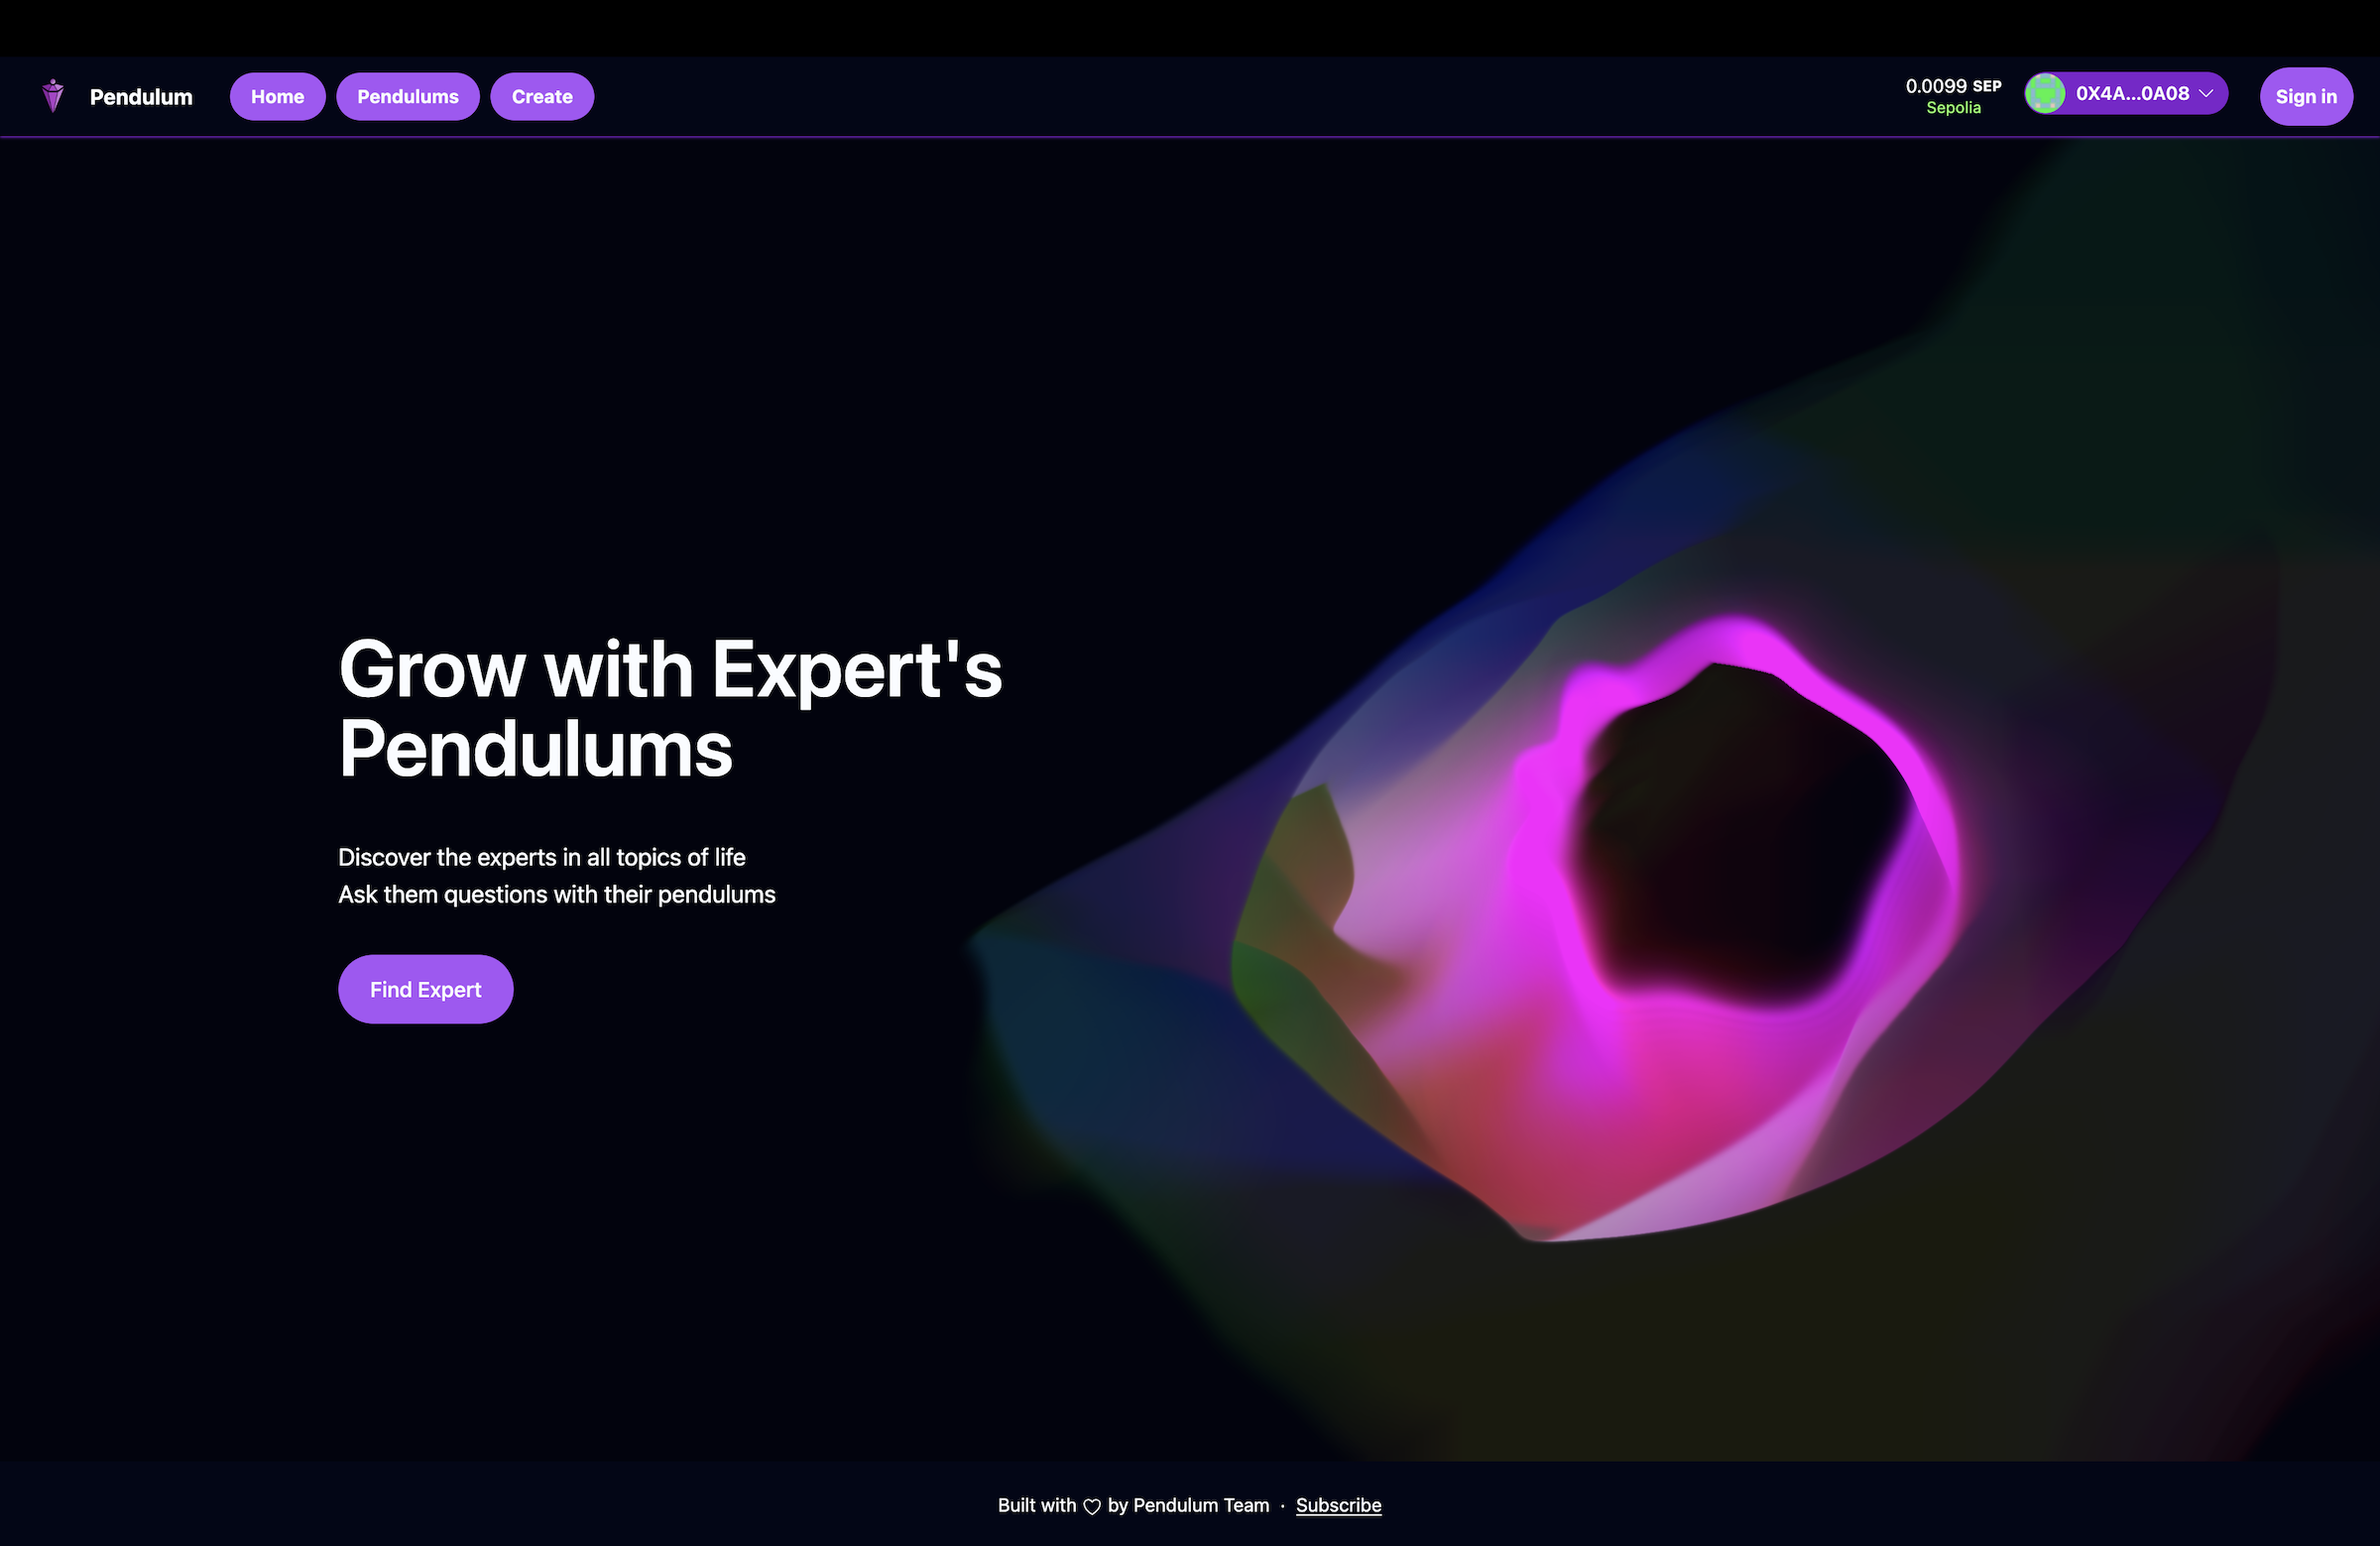 Pendulum
Home
Pendulums
Create
0.0099 SEP
Sepolia
0X4A...0A08
Sign in
Grow with Expert's
Pendulums
Discover the experts in all topics of life
Ask them questions with their pendulums
Find Expert
Built with ♡ by Pendulum Team · Subscribe